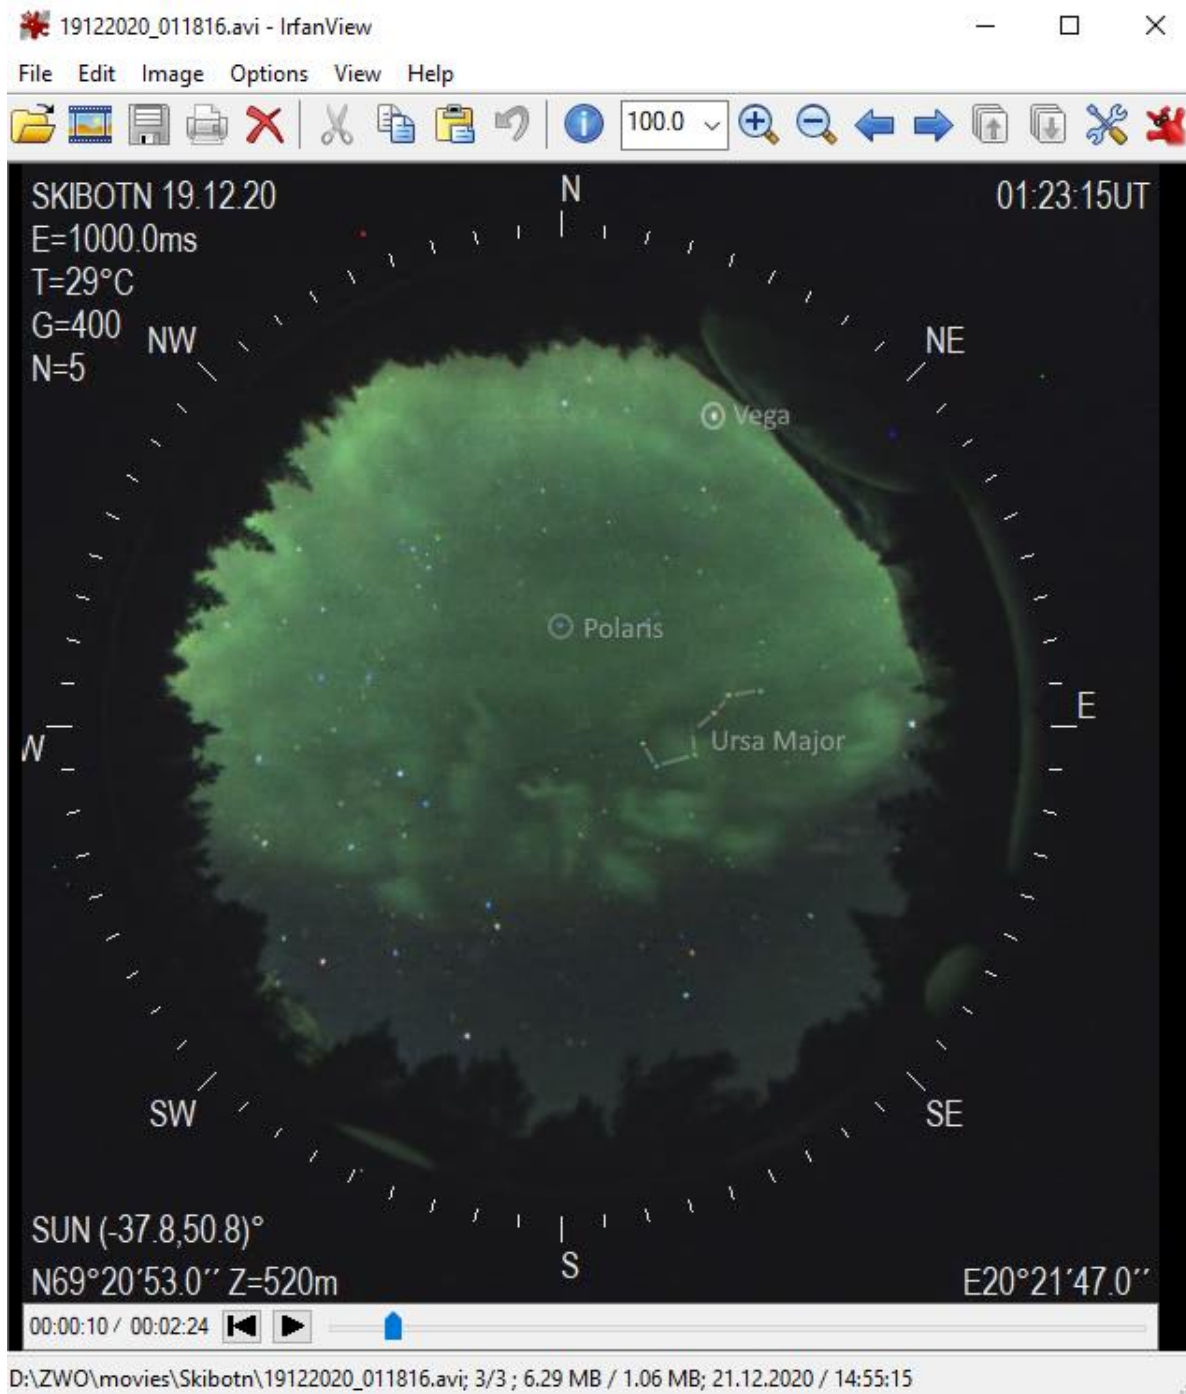 19122020_011816.avi - IrfanView
File Edit Image Options View Help
100.0
SKIBOTN 19.12.20 N 01:23:15UT
E=1000.0ms
T=29°C
G=400
NW NE
N=5
Vega
Polaris
E
Ursa Major
W
SW SE
SUN (-37.8,50.8)°
S
N69°20´53.0´´ Z=520m E20°21´47.0´´
00:00:10 / 00:02:24
D:\ZWO\movies\Skibotn\19122020_011816.avi; 3/3 ; 6.29 MB / 1.06 MB; 21.12.2020 / 14:55:15